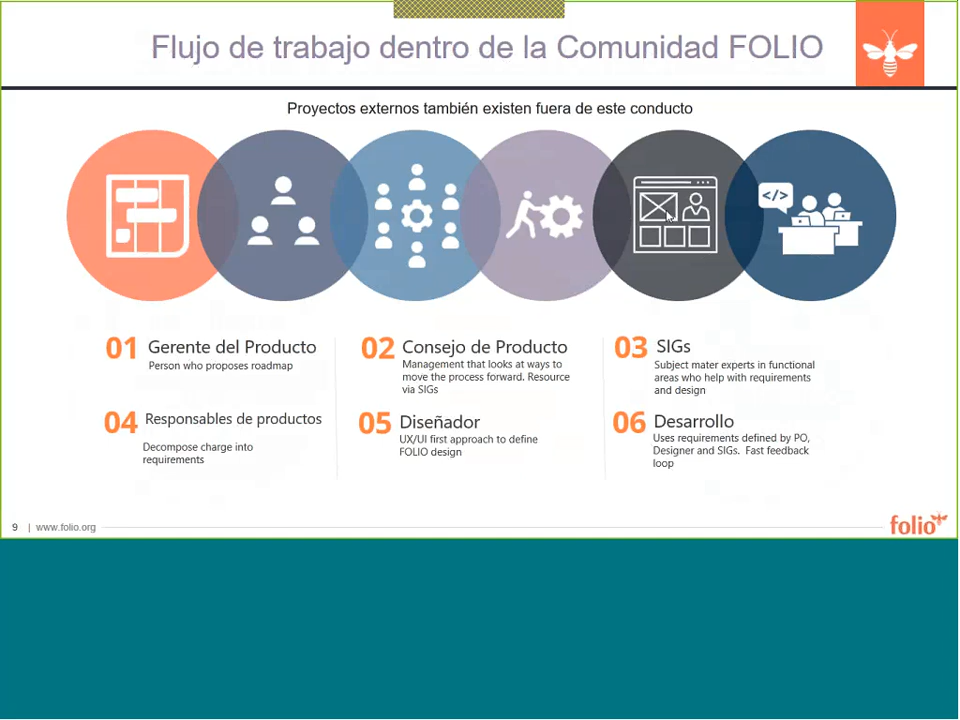 Flujo de trabajo dentro de la Comunidad FOLIO
Proyectos externos también existen fuera de este conducto
</>
01 Gerente del Producto
Person who proposes roadmap
02 Consejo de Producto
Management that looks at ways to
move the process forward. Resource
via SIGs
03 SIGs
Subject mater experts in functional
areas who help with requirements
and design
04 Responsables de productos
Decompose charge into
requirements
05 Diseñador
UX/UI first approach to define
FOLIO design
06 Desarrollo
Uses requirements defined by PO,
Designer and SIGs. Fast feedback
loop
9 | www.folio.org
folio